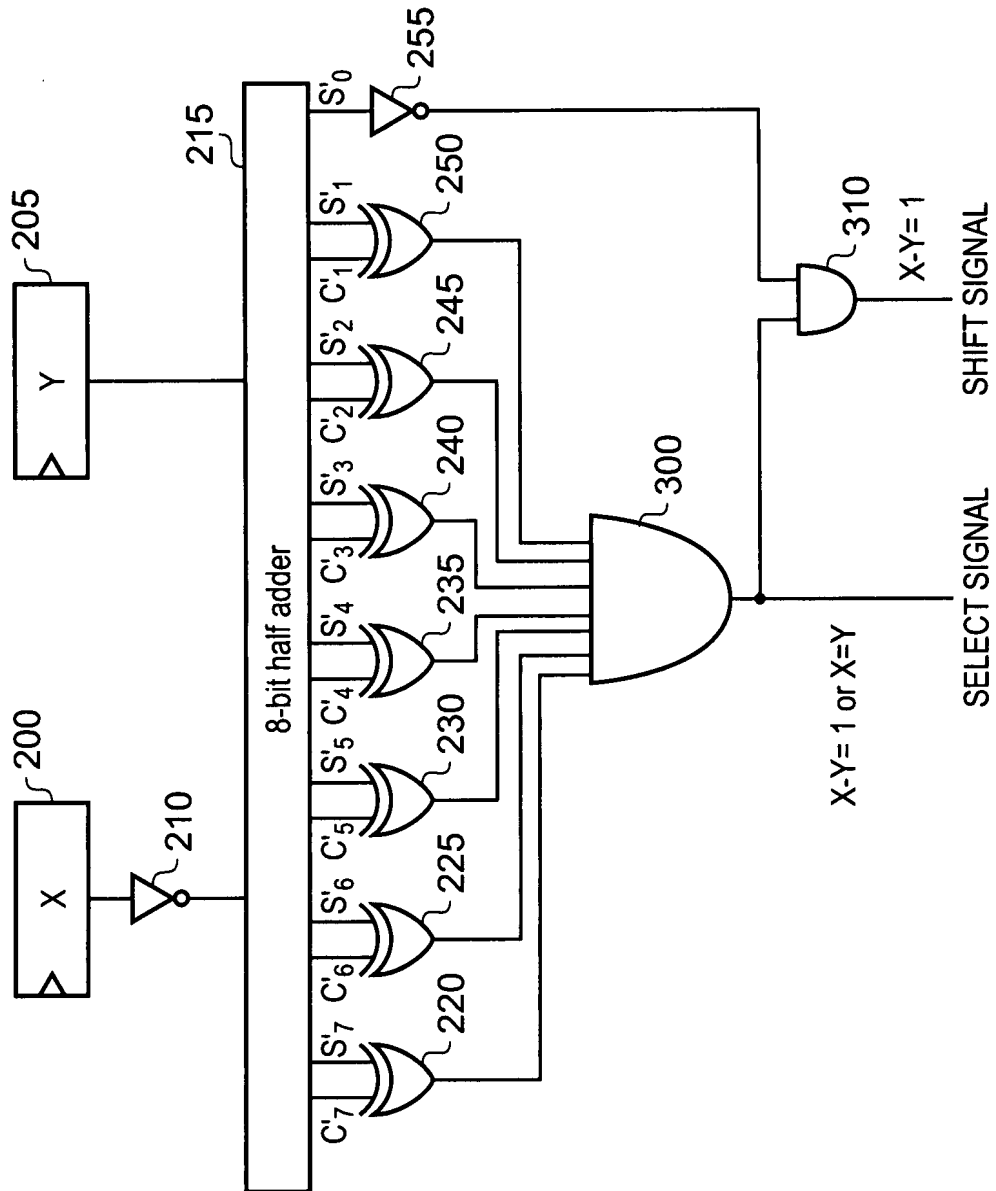 200
X
210
205
Y
215
8-bit half adder
C'7 S'7
C'6 S'6
C'5 S'5
C'4 S'4
C'3 S'3
C'2 S'2
C'1 S'1
S'0
220
225
230
235
240
245
250
255
300
310
X-Y= 1 or X=Y
X-Y= 1
SELECT SIGNAL
SHIFT SIGNAL